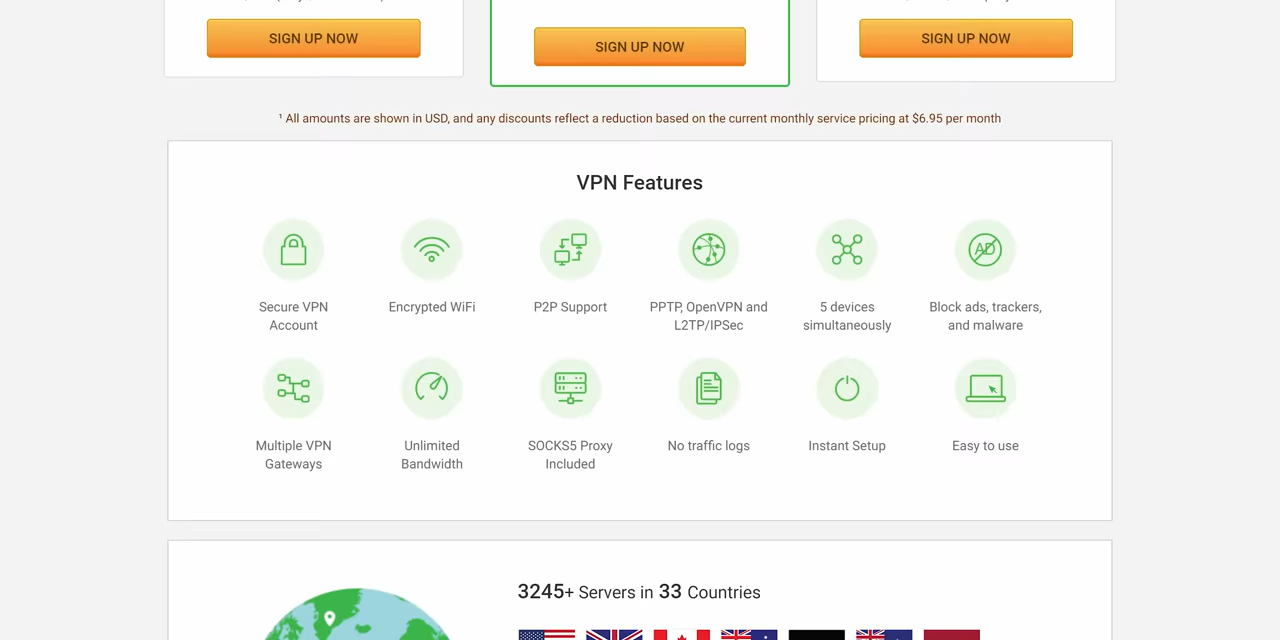 SIGN UP NOW
SIGN UP NOW
SIGN UP NOW
¹ All amounts are shown in USD, and any discounts reflect a reduction based on the current monthly service pricing at $6.95 per month
VPN Features
Secure VPN
Account
Encrypted WiFi
P2P Support
PPTP, OpenVPN and
L2TP/IPSec
5 devices
simultaneously
AD
Block ads, trackers,
and malware
Multiple VPN
Gateways
Unlimited
Bandwidth
SOCKS5 Proxy
Included
No traffic logs
Instant Setup
Easy to use
3245+ Servers in 33 Countries